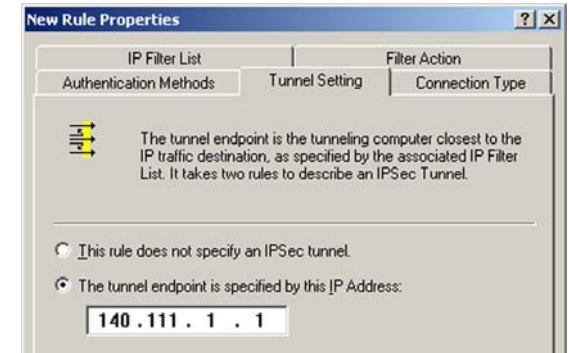 New Rule Properties
IP Filter List
Filter Action
Authentication Methods
Tunnel Setting
Connection Type
The tunnel endpoint is the tunneling computer closest to the
IP traffic destination, as specified by the associated IP Filter
List. It takes two rules to describe an IPSec Tunnel.
This rule does not specify an IPSec tunnel.
The tunnel endpoint is specified by this IP Address:
140 . 111 . 1 . 1